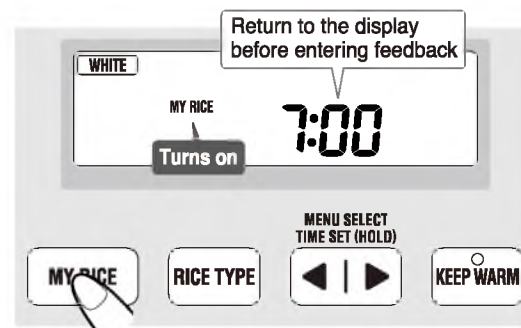 Return to the display
before entering feedback
WHITE
MY RICE
7:00
Turns on
MENU SELECT
TIME SET (HOLD)
MY RICE
RICE TYPE
KEEP WARM